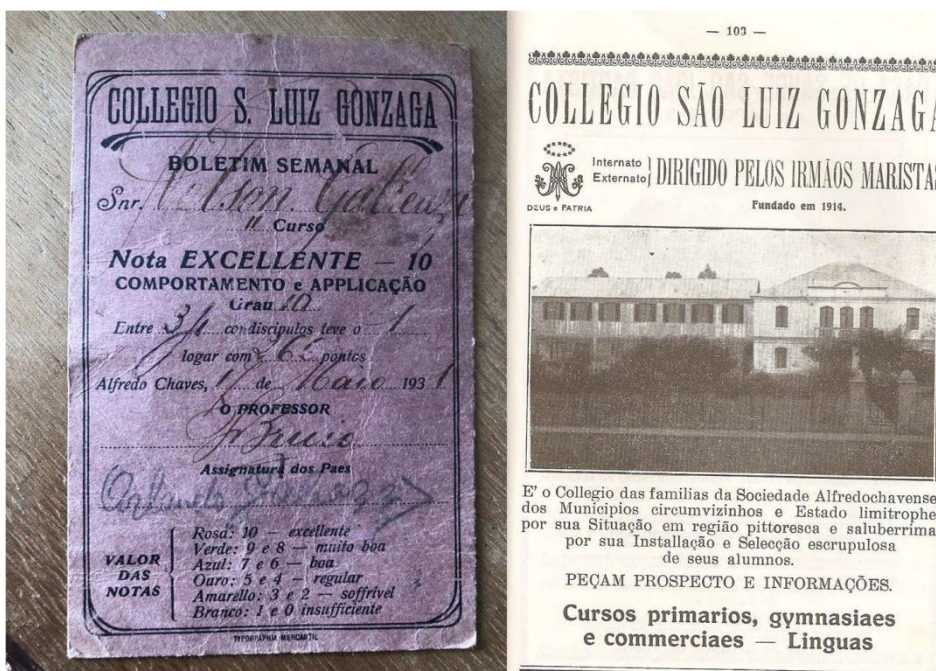 COLLEGIO S. LUIZ GONZAGA
BOLETIM SEMANAL
Snr.
" Curso
Nota EXCELLENTE — 10
COMPORTAMENTO e APPLICAÇÃO
Grau 10
Entre condiscipulos teve o 1
logar com pontos
Alfredo Chaves, de Maio 1931
O PROFESSOR
Assignatura dos Paes
VALOR DAS NOTAS
Rosa: 10 — excellente
Verde: 9 e 8 — muito boa
Azul: 7 e 6 — boa
Ouro: 5 e 4 — regular
Amarello: 3 e 2 — soffrivel
Branco: 1 e 0 insufficiente
TYPOGRAPHIA MERCANTIL
— 103 —
COLLEGIO SÃO LUIZ GONZAGA
Internato
Externato } DIRIGIDO PELOS IRMÃOS MARISTAS
DEUS e PATRIA
Fundado em 1914.
E' o Collegio das familias da Sociedade Alfredochavense
dos Municipios circumvizinhos e Estado limitrophe
por sua Situação em região pittoresca e saluberrima
por sua Installação e Selecção escrupulosa
de seus alumnos.
PEÇAM PROSPECTO E INFORMAÇÕES.
Cursos primarios, gymnasiaes
e commerciaes — Linguas